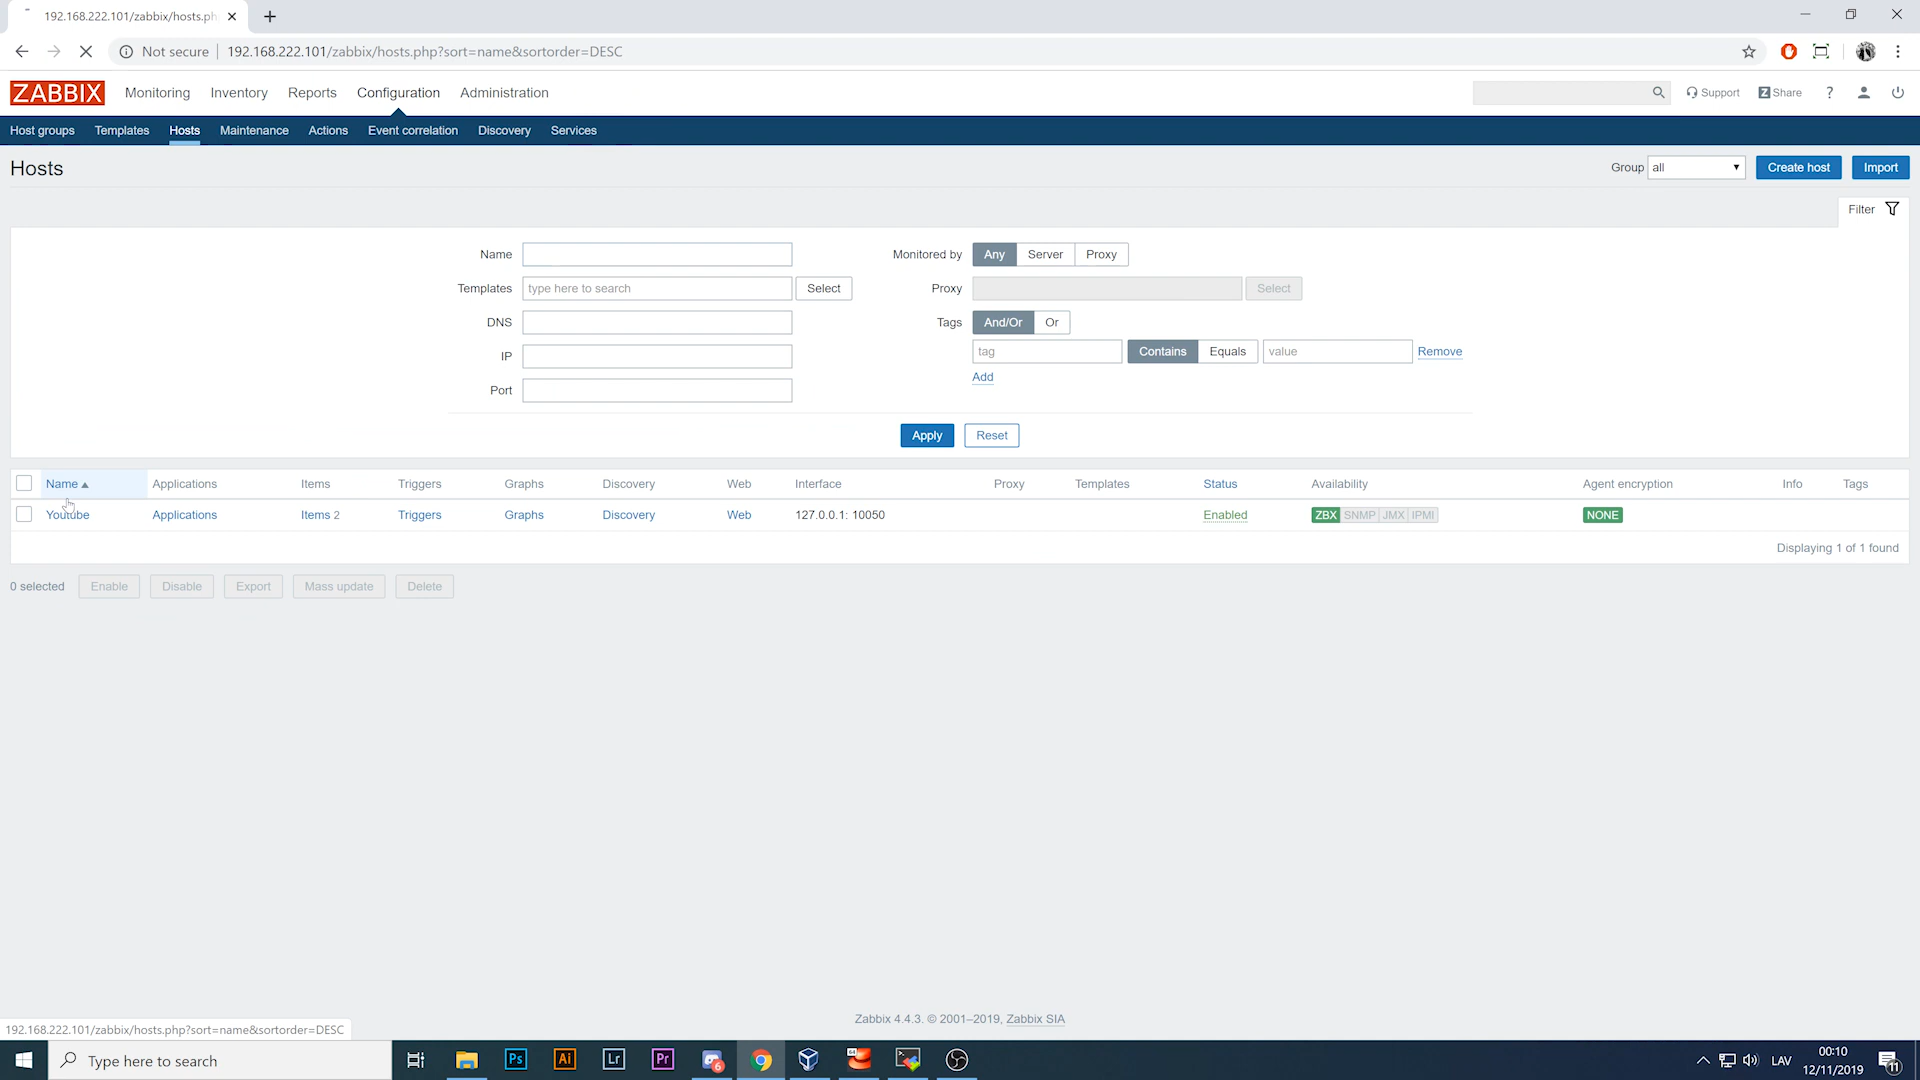 192.168.222.101/zabbix/hosts.ph
Not secure 192.168.222.101/zabbix/hosts.php?sort=name&sortorder=DESC
ZABBIX Monitoring Inventory Reports Configuration Administration Support Z Share ?
Host groups Templates Hosts Maintenance Actions Event correlation Discovery Services
Hosts Group all Create host Import
Filter
Name Monitored by Any Server Proxy
Templates type here to search Select Proxy Select
DNS Tags And/Or Or
IP tag Contains Equals value Remove
Port Add
Apply Reset
Name Applications Items Triggers Graphs Discovery Web Interface Proxy Templates Status Availability Agent encryption Info Tags
Youtube Applications Items 2 Triggers Graphs Discovery Web 127.0.0.1: 10050 Enabled ZBX SNMP JMX IPMI NONE
Displaying 1 of 1 found
0 selected Enable Disable Export Mass update Delete
Zabbix 4.4.3. © 2001–2019, Zabbix SIA
192.168.222.101/zabbix/hosts.php?sort=name&sortorder=DESC
Type here to search Ps Ai Lr Pr 6 64 LAV 00:10
12/11/2019 11